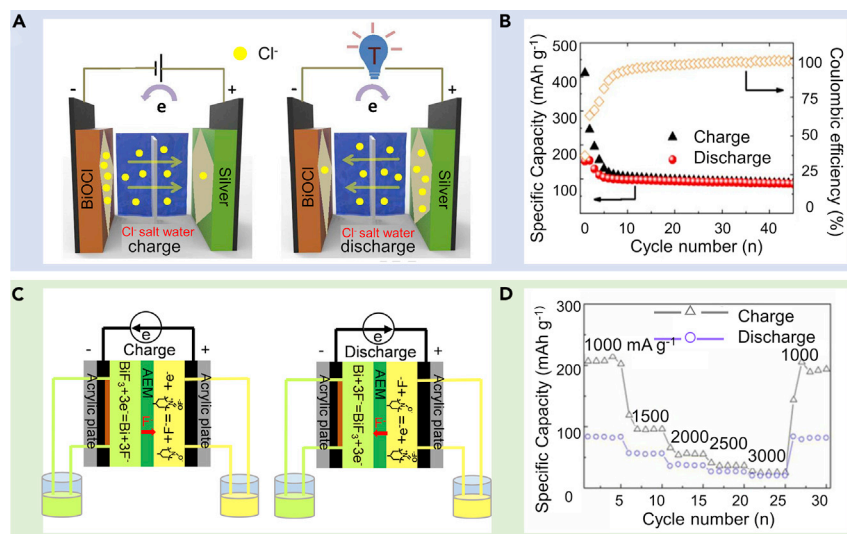 A
Cl-
-
+
e
BiOCl
Silver
Cl- salt water
charge
T
-
+
e
BiOCl
Silver
Cl- salt water
discharge
B
Specific Capacity (mAh g-1)
500
400
300
200
100
Charge
Discharge
100
75
50
25
0
Coulombic efficiency (%)
0 10 20 30 40
Cycle number (n)
C
e-
Charge
-
+
Acrylic plate
BiF3+3e-=Bi+3F-
AEM
F-
+F-=
+e-
Acrylic plate
e-
Discharge
-
+
Acrylic plate
Bi+3F-=BiF3+3e-
AEM
F-
+e-=
+F-
Acrylic plate
D
Specific Capacity (mAh g-1)
300
200
100
0
Charge
Discharge
1000 mA g-1
1500
2000
2500
3000
1000
5 10 15 20 25 30
Cycle number (n)